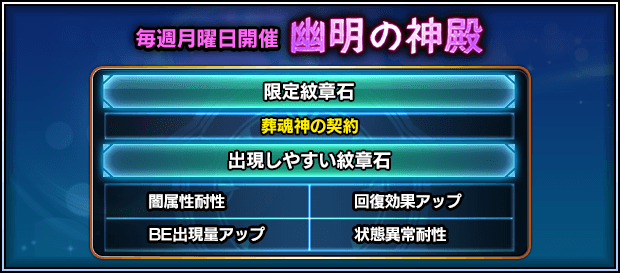 毎週月曜日開催 幽明の神殿
限定紋章石
葬魂神の契約
出現しやすい紋章石
闇属性耐性 回復効果アップ
BE出現量アップ 状態異常耐性